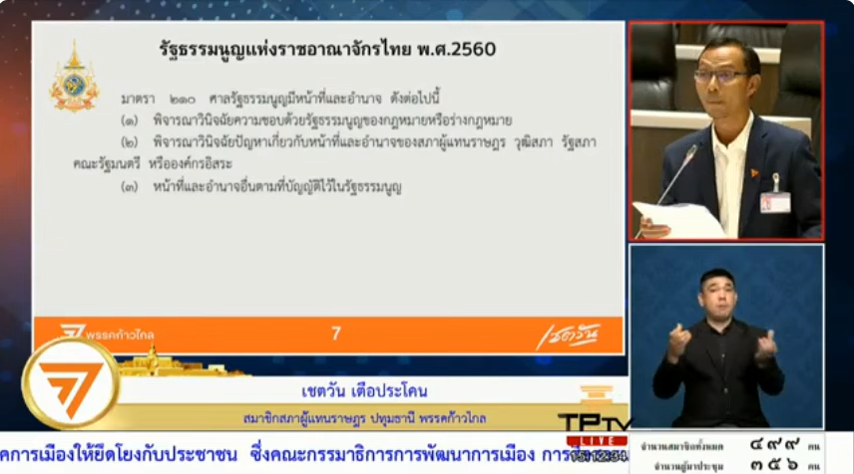 รัฐธรรมนูญแห่งราชอาณาจักรไทย พ.ศ.2560
มาตรา ๒๑๐ ศาลรัฐธรรมนูญมีหน้าที่และอำนาจ ดังต่อไปนี้
(๑) พิจารณาวินิจฉัยความชอบด้วยรัฐธรรมนูญของกฎหมายหรือร่างกฎหมาย
(๒) พิจารณาวินิจฉัยปัญหาเกี่ยวกับหน้าที่และอำนาจของสภาผู้แทนราษฎร วุฒิสภา รัฐสภา
คณะรัฐมนตรี หรือองค์กรอิสระ
(๓) หน้าที่และอำนาจอื่นตามที่บัญญัติไว้ในรัฐธรรมนูญ
พรรคก้าวไกล 7 เชตวัน
เชตวัน เตือประโคน
สมาชิกสภาผู้แทนราษฎร ปทุมธานี พรรคก้าวไกล
TPTV
LIVE
15:12:34
คการเมืองให้ยึดโยงกับประชาชน ซึ่งคณะกรรมาธิการการพัฒนาการเมือง การ
จำนวนสมาชิกทั้งหมด ๔๙๙ คน
จำนวนผู้มาประชุม ๓๕๖ คน